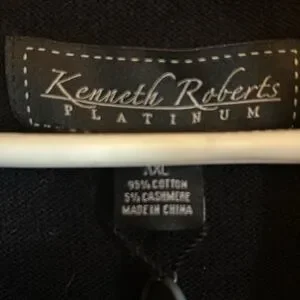 Kenneth Roberts
PLATINUM
XXL
95% COTTON
5% CASHMERE
MADE IN CHINA